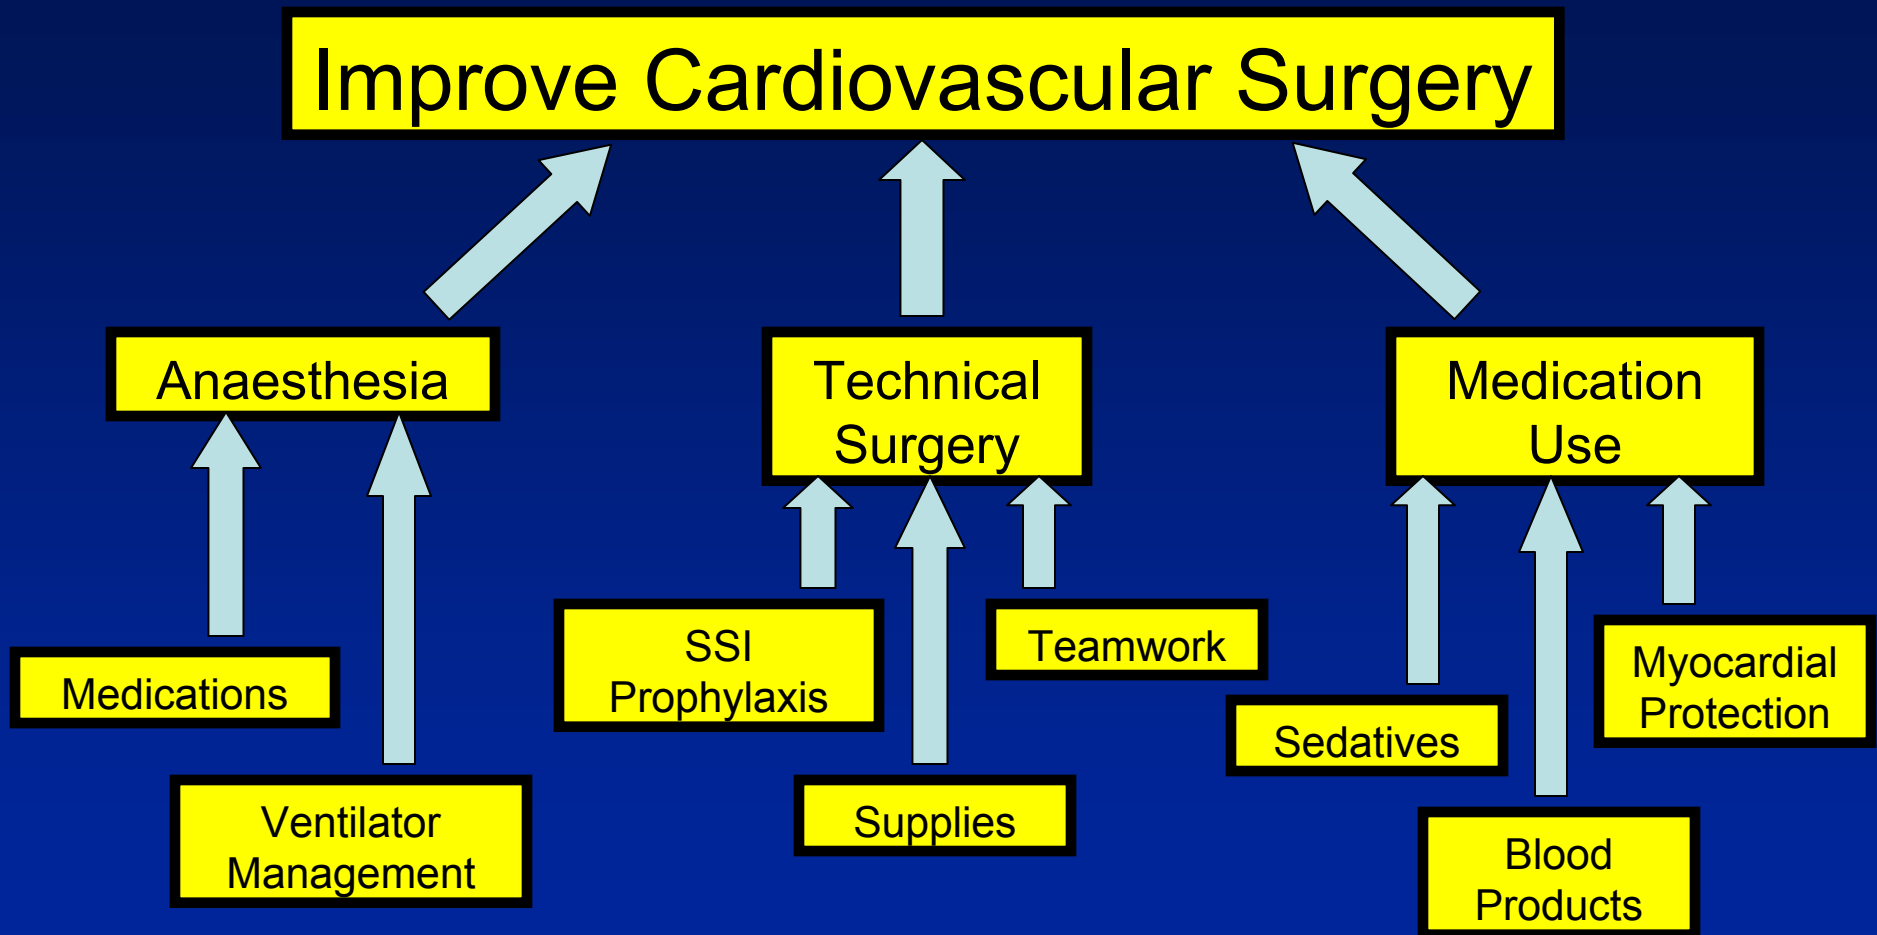 Improve Cardiovascular Surgery
Anaesthesia
Technical
Surgery
Medication
Use
Medications
Ventilator
Management
SSI
Prophylaxis
Supplies
Teamwork
Sedatives
Blood
Products
Myocardial
Protection